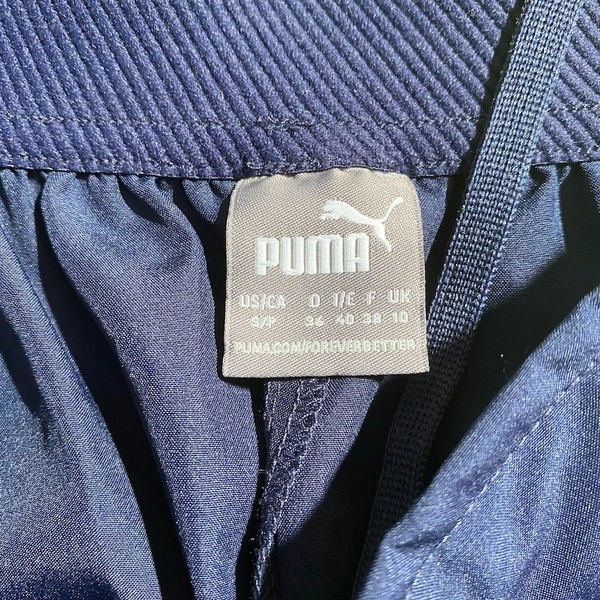 PUMA
US/CA D I/E F UK
S/P 36 40 38 10
PUMA.COM/FOREVERBETTER